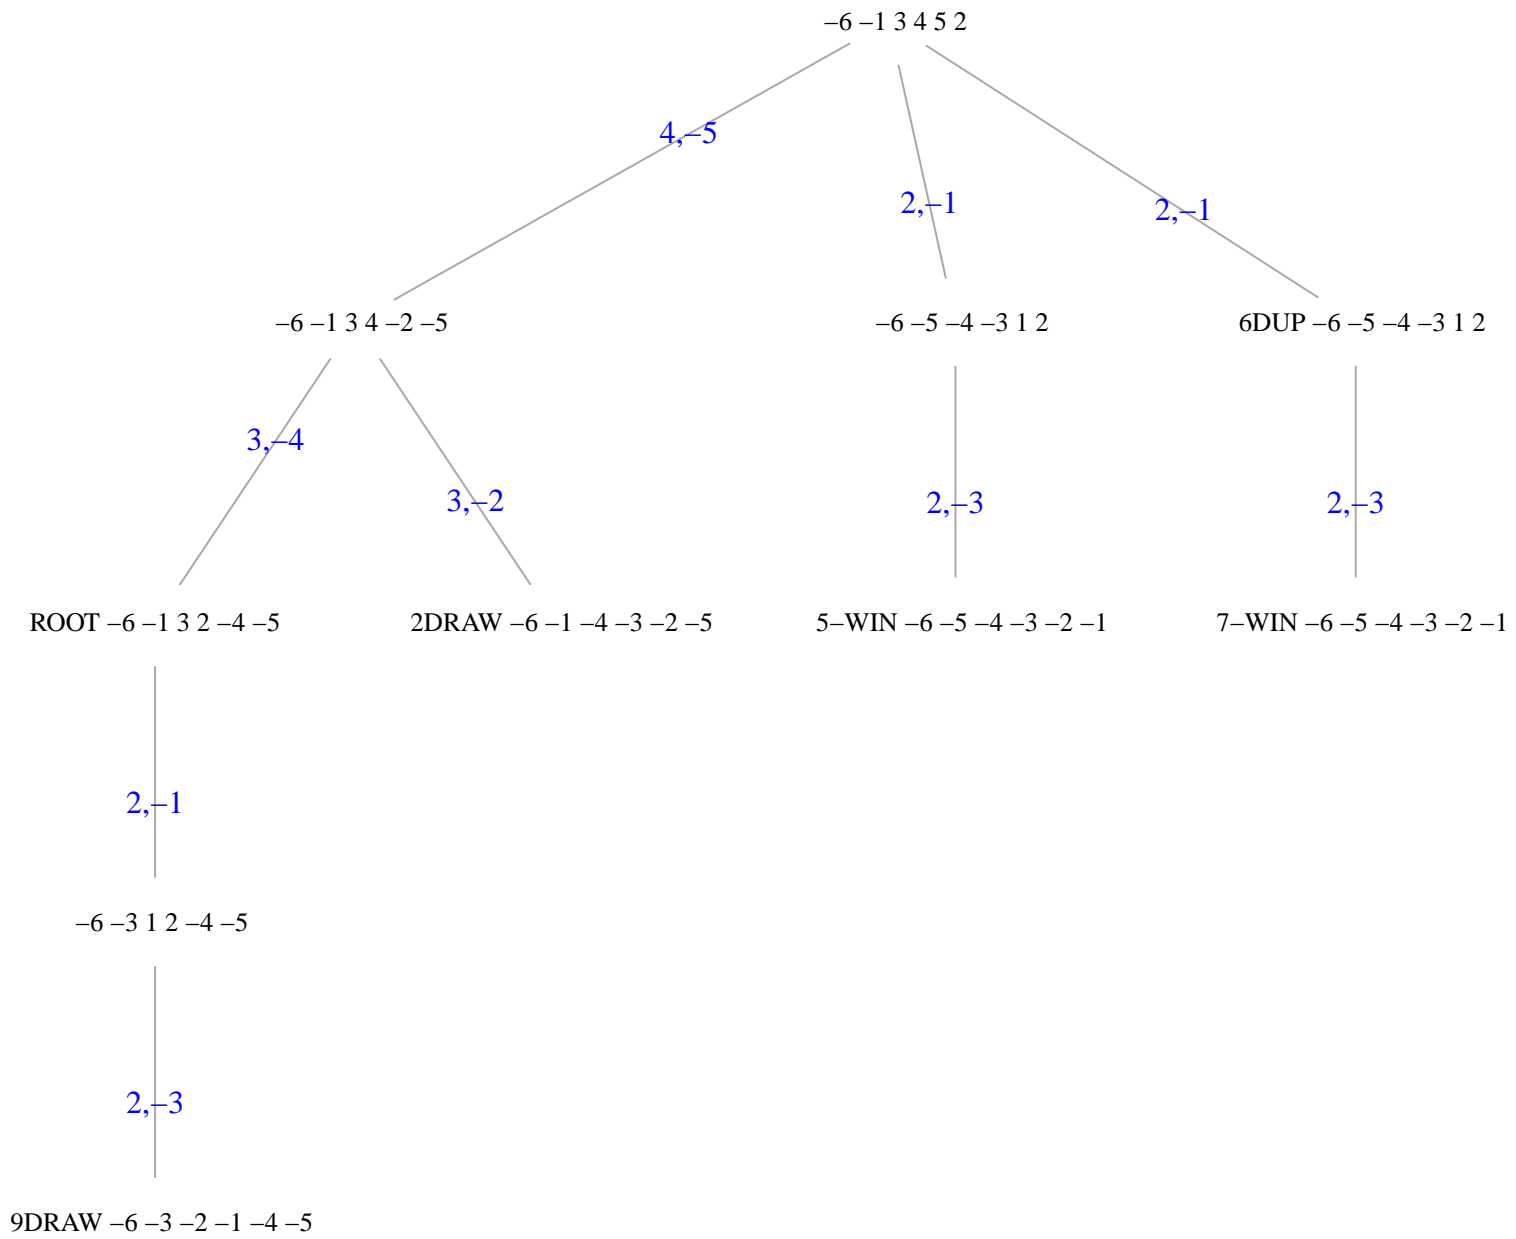 –6 –1 3 4 5 2
4,–5
2,–1
2,–1
–6 –1 3 4 –2 –5
–6 –5 –4 –3 1 2
6DUP –6 –5 –4 –3 1 2
3,–4
3,–2
2,–3
2,–3
ROOT –6 –1 3 2 –4 –5
2DRAW –6 –1 –4 –3 –2 –5
5–WIN –6 –5 –4 –3 –2 –1
7–WIN –6 –5 –4 –3 –2 –1
2,–1
–6 –3 1 2 –4 –5
2,–3
9DRAW –6 –3 –2 –1 –4 –5